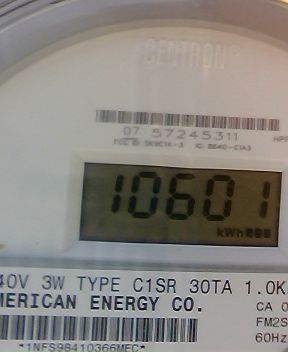 CENTRON®
07 57245311
10601
kWh
40V 3W TYPE C1SR 30TA 1.0K
MERICAN ENERGY CO.
CA 0
FM2S
60Hz
*1NFS98410366MEC*